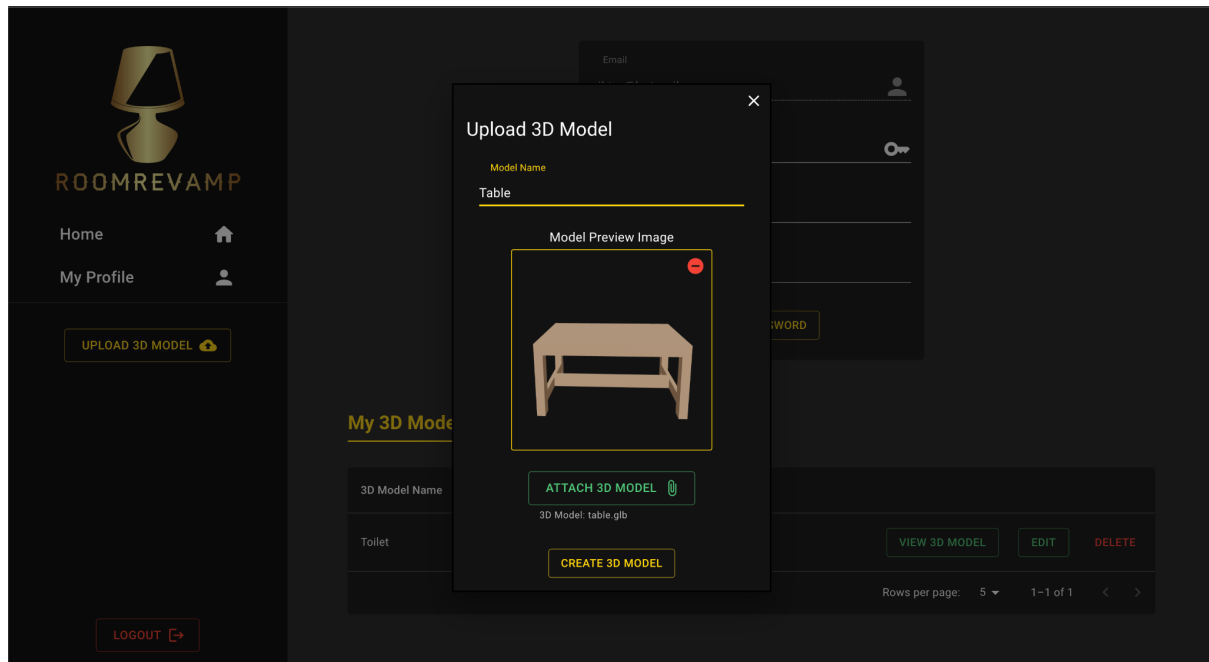 ROOMREVAMP
Home
My Profile
UPLOAD 3D MODEL
LOGOUT
Email
Upload 3D Model
Model Name
Table
Model Preview Image
ATTACH 3D MODEL
3D Model: table.glb
CREATE 3D MODEL
SWORD
My 3D Mode
3D Model Name
Toilet
VIEW 3D MODEL EDIT DELETE
Rows per page: 5 1–1 of 1